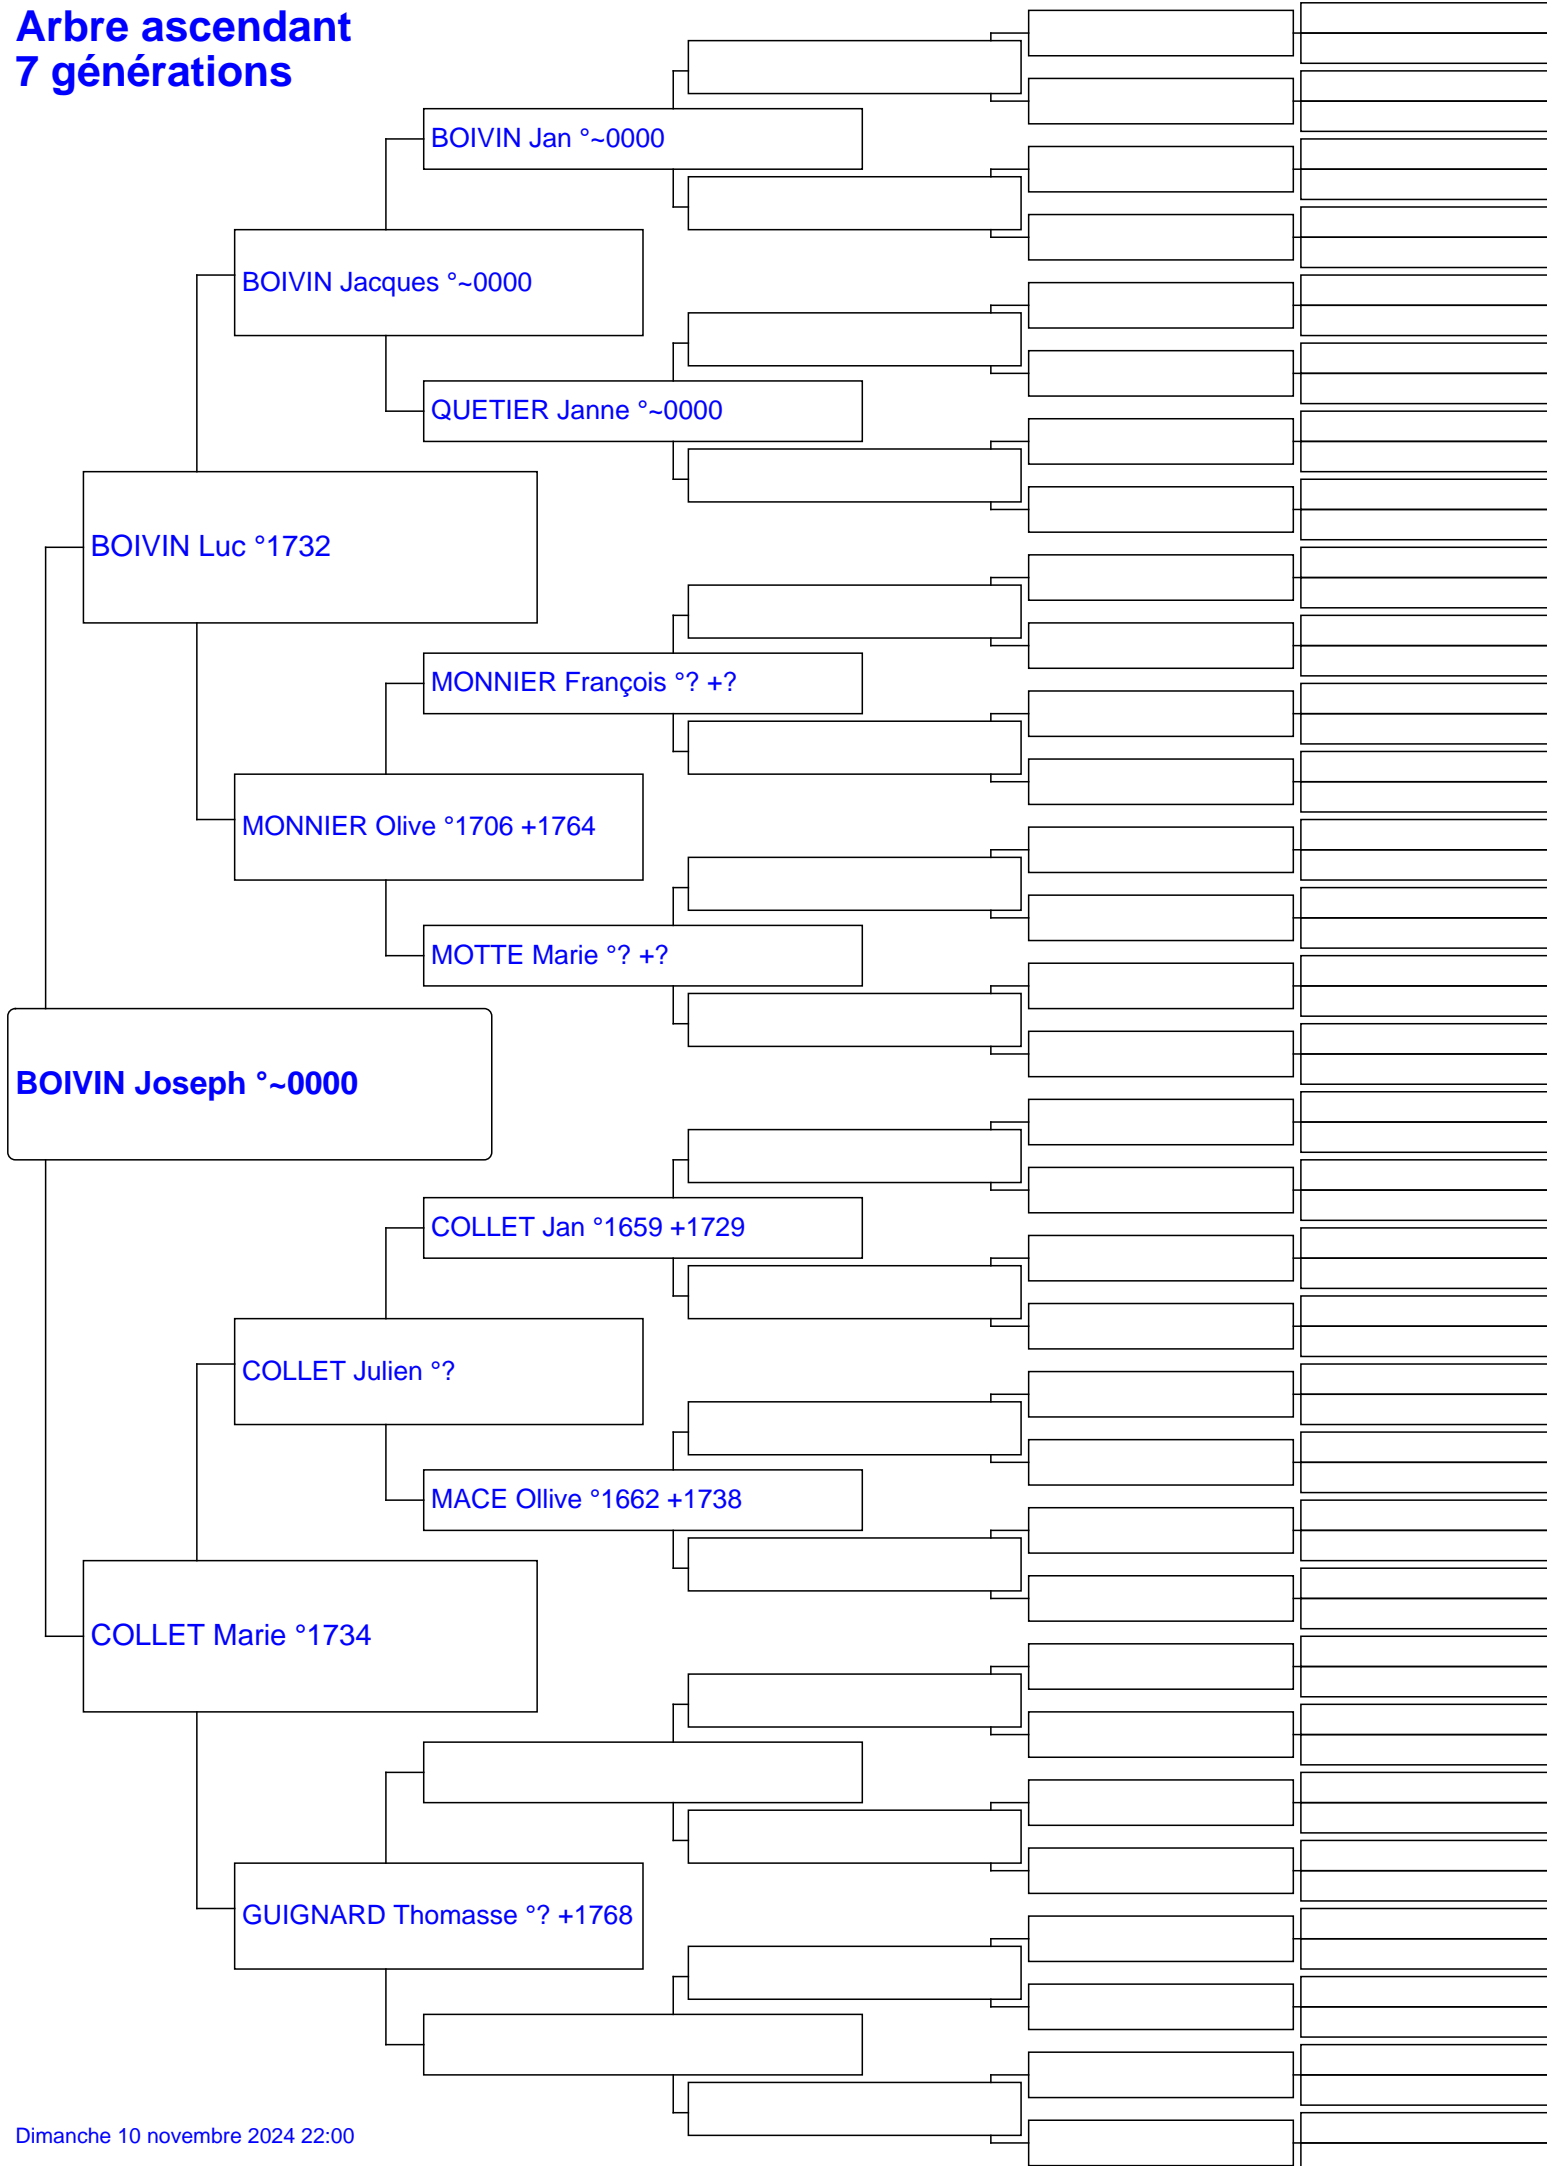 Arbre ascendant
7 générations
BOIVIN Jan °~0000
BOIVIN Jacques °~0000
QUETIER Janne °~0000
BOIVIN Luc °1732
MONNIER François °? +?
MONNIER Olive °1706 +1764
MOTTE Marie °? +?
BOIVIN Joseph °~0000
COLLET Jan °1659 +1729
COLLET Julien °?
MACE Ollive °1662 +1738
COLLET Marie °1734
GUIGNARD Thomasse °? +1768
Dimanche 10 novembre 2024 22:00